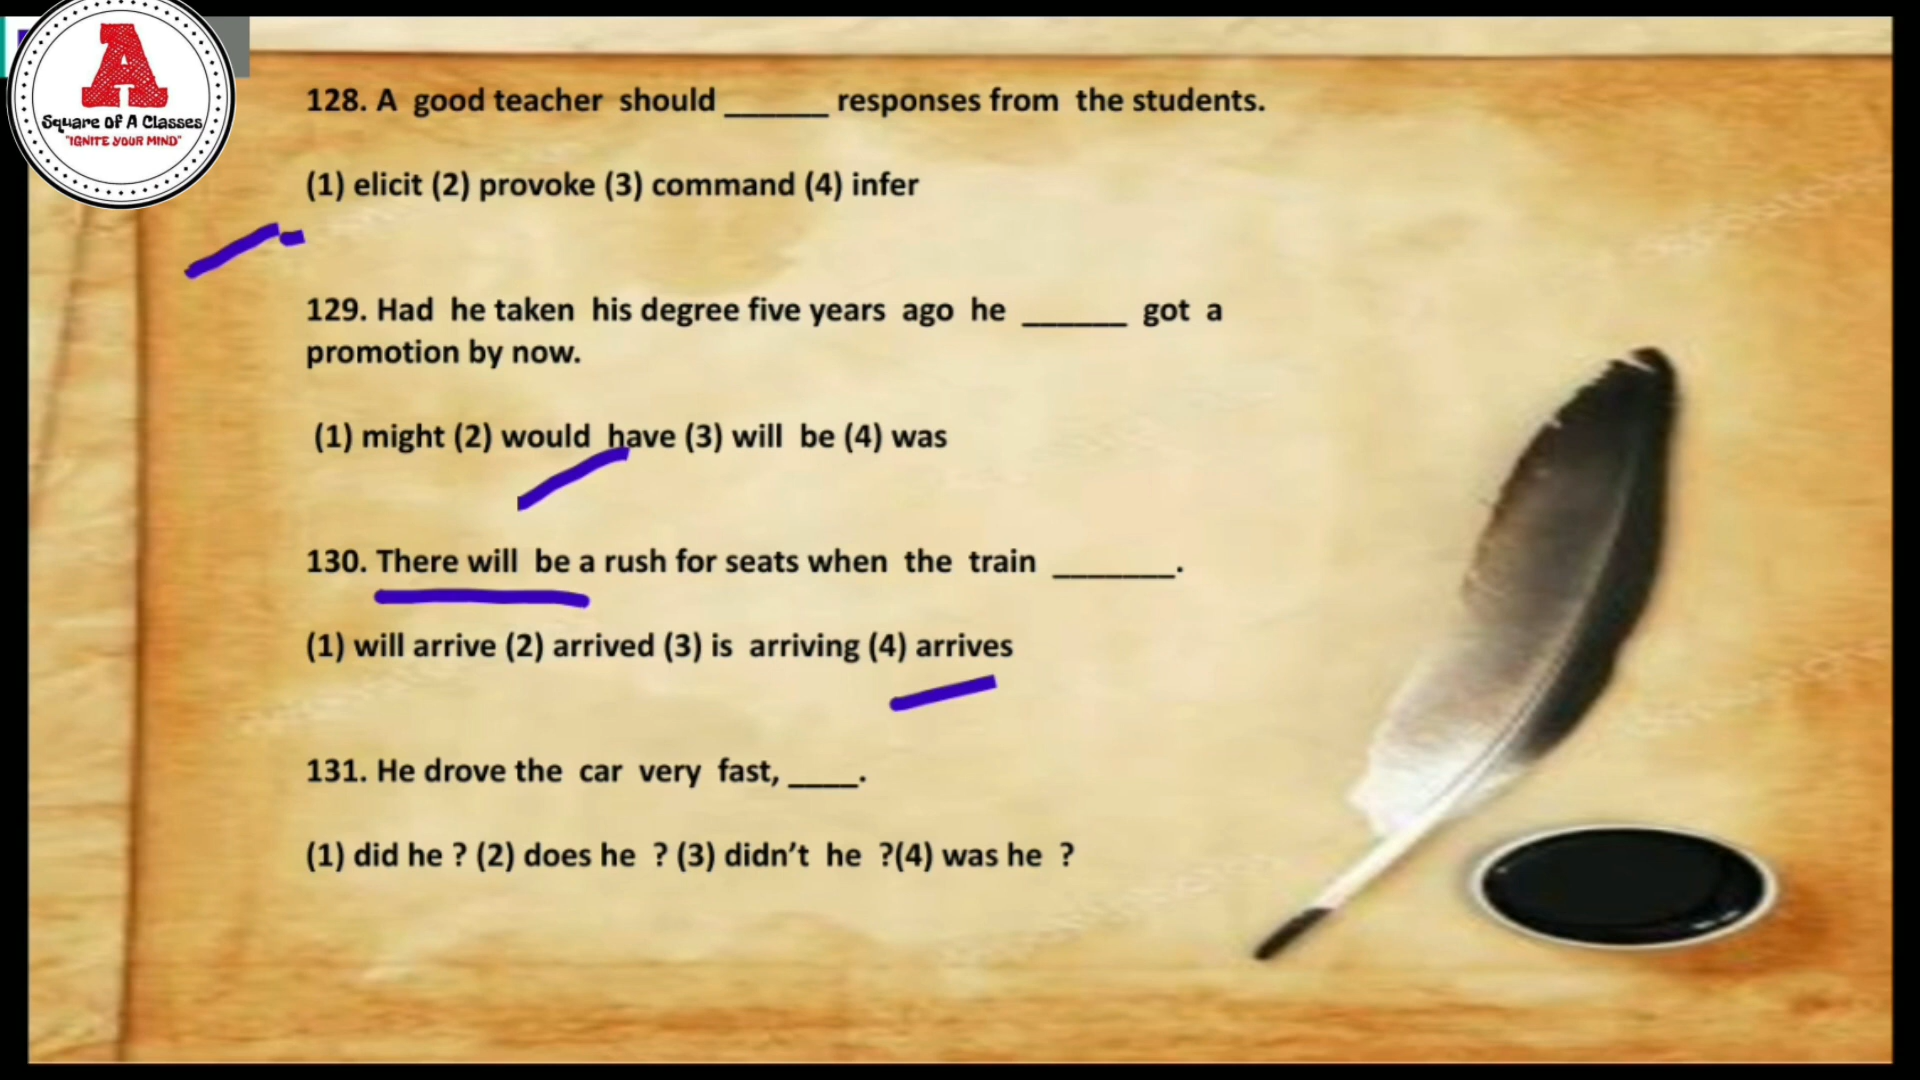 A
Square Of A Classes
"IGNITE YOUR MIND"
128. A good teacher should ______ responses from the students.
(1) elicit (2) provoke (3) command (4) infer
129. Had he taken his degree five years ago he ______ got a
promotion by now.
(1) might (2) would have (3) will be (4) was
130. There will be a rush for seats when the train _______.
(1) will arrive (2) arrived (3) is arriving (4) arrives
131. He drove the car very fast, ____.
(1) did he ? (2) does he ? (3) didn't he ?(4) was he ?